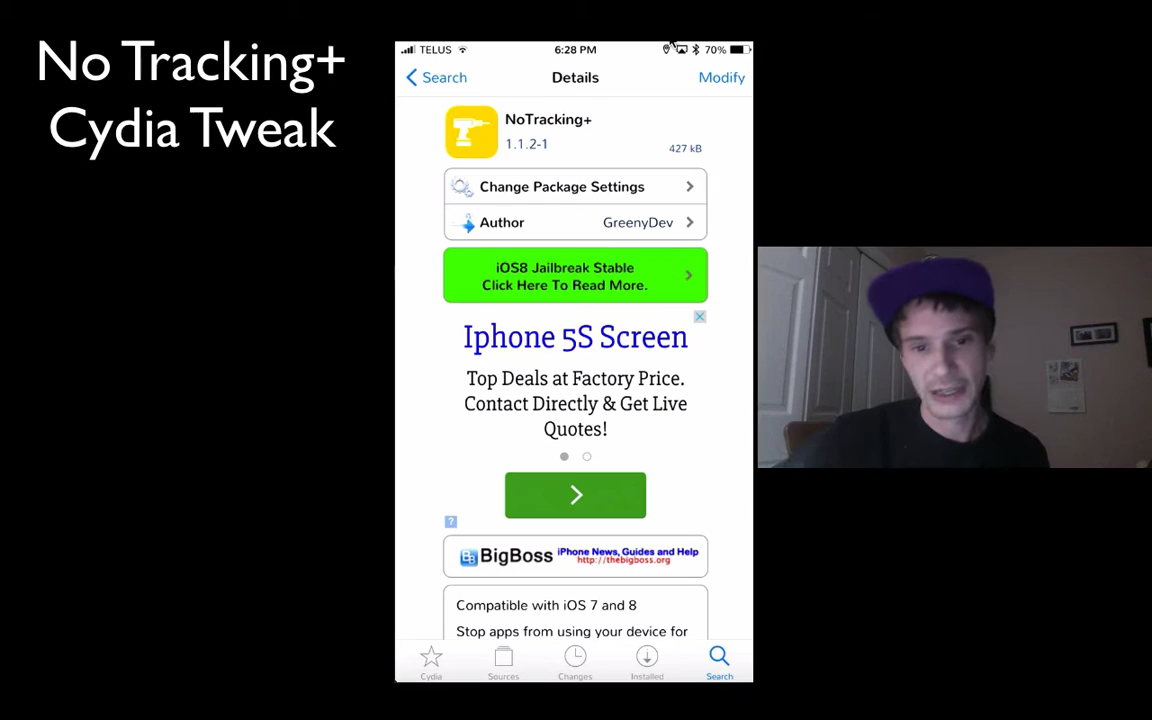 No Tracking+
Cydia Tweak
TELUS
6:28 PM
70%
Search
Details
Modify
NoTracking+
1.1.2-1
427 kB
Change Package Settings
Author
GreenyDev
iOS8 Jailbreak Stable
Click Here To Read More.
Iphone 5S Screen
Top Deals at Factory Price.
Contact Directly & Get Live
Quotes!
?
BigBoss
iPhone News, Guides and Help
http://thebigboss.org
Compatible with iOS 7 and 8
Stop apps from using your device for
Cydia
Sources
Changes
Installed
Search